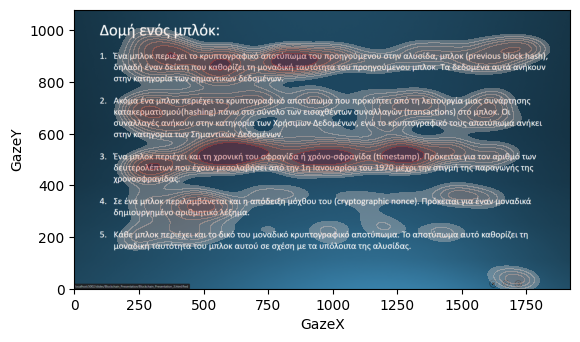 Δομή ενός μπλόκ:
1. Ένα μπλοκ περιέχει το κρυπτογραφικό αποτύπωμα του προηγούμενου στην αλυσίδα, μπλοκ (previous block hash),
δηλαδή έναν δείκτη που καθορίζει τη μοναδική ταυτότητα του προηγούμενου μπλοκ. Τα δεδομένα αυτά ανήκουν
στην κατηγορία των σημαντικών δεδομένων.
2. Ακόμα ένα μπλοκ περιέχει το κρυπτογραφικό αποτύπωμα που προκύπτει από τη λειτουργία μιας συνάρτησης
κατακερματισμού(hashing) πάνω στο σύνολο των εισαχθέντων συναλλαγών (transactions) στο μπλοκ. Οι
συναλλαγές ανήκουν στην κατηγορία των Χρήσιμων Δεδομένων, ενώ το κρυπτογραφικό τους αποτύπωμα ανήκει
στην κατηγορία των Σημαντικών Δεδομένων.
3. Ένα μπλοκ περιέχει και τη χρονική του σφραγίδα ή χρόνο-σφραγίδα (timestamp). Πρόκειται για τον αριθμό των
δευτερολέπτων που έχουν μεσολαβήσει από την 1η Ιανουαρίου του 1970 μέχρι την στιγμή της παραγωγής της
χρονοσφραγίδας.
4. Σε ένα μπλοκ περιλαμβάνεται και η απόδειξη μόχθου του (cryptographic nonce). Πρόκειται για έναν μοναδικά
δημιουργημένο αριθμητικό λέξημα.
5. Κάθε μπλοκ περιέχει και το δικό του μοναδικό κρυπτογραφικό αποτύπωμα. Το αποτύπωμα αυτό καθορίζει τη
μοναδική ταυτότητα του μπλοκ αυτού σε σχέση με τα υπόλοιπα της αλυσίδας.
GazeY
1000
800
600
400
200
0
0 250 500 750 1000 1250 1500 1750
GazeX